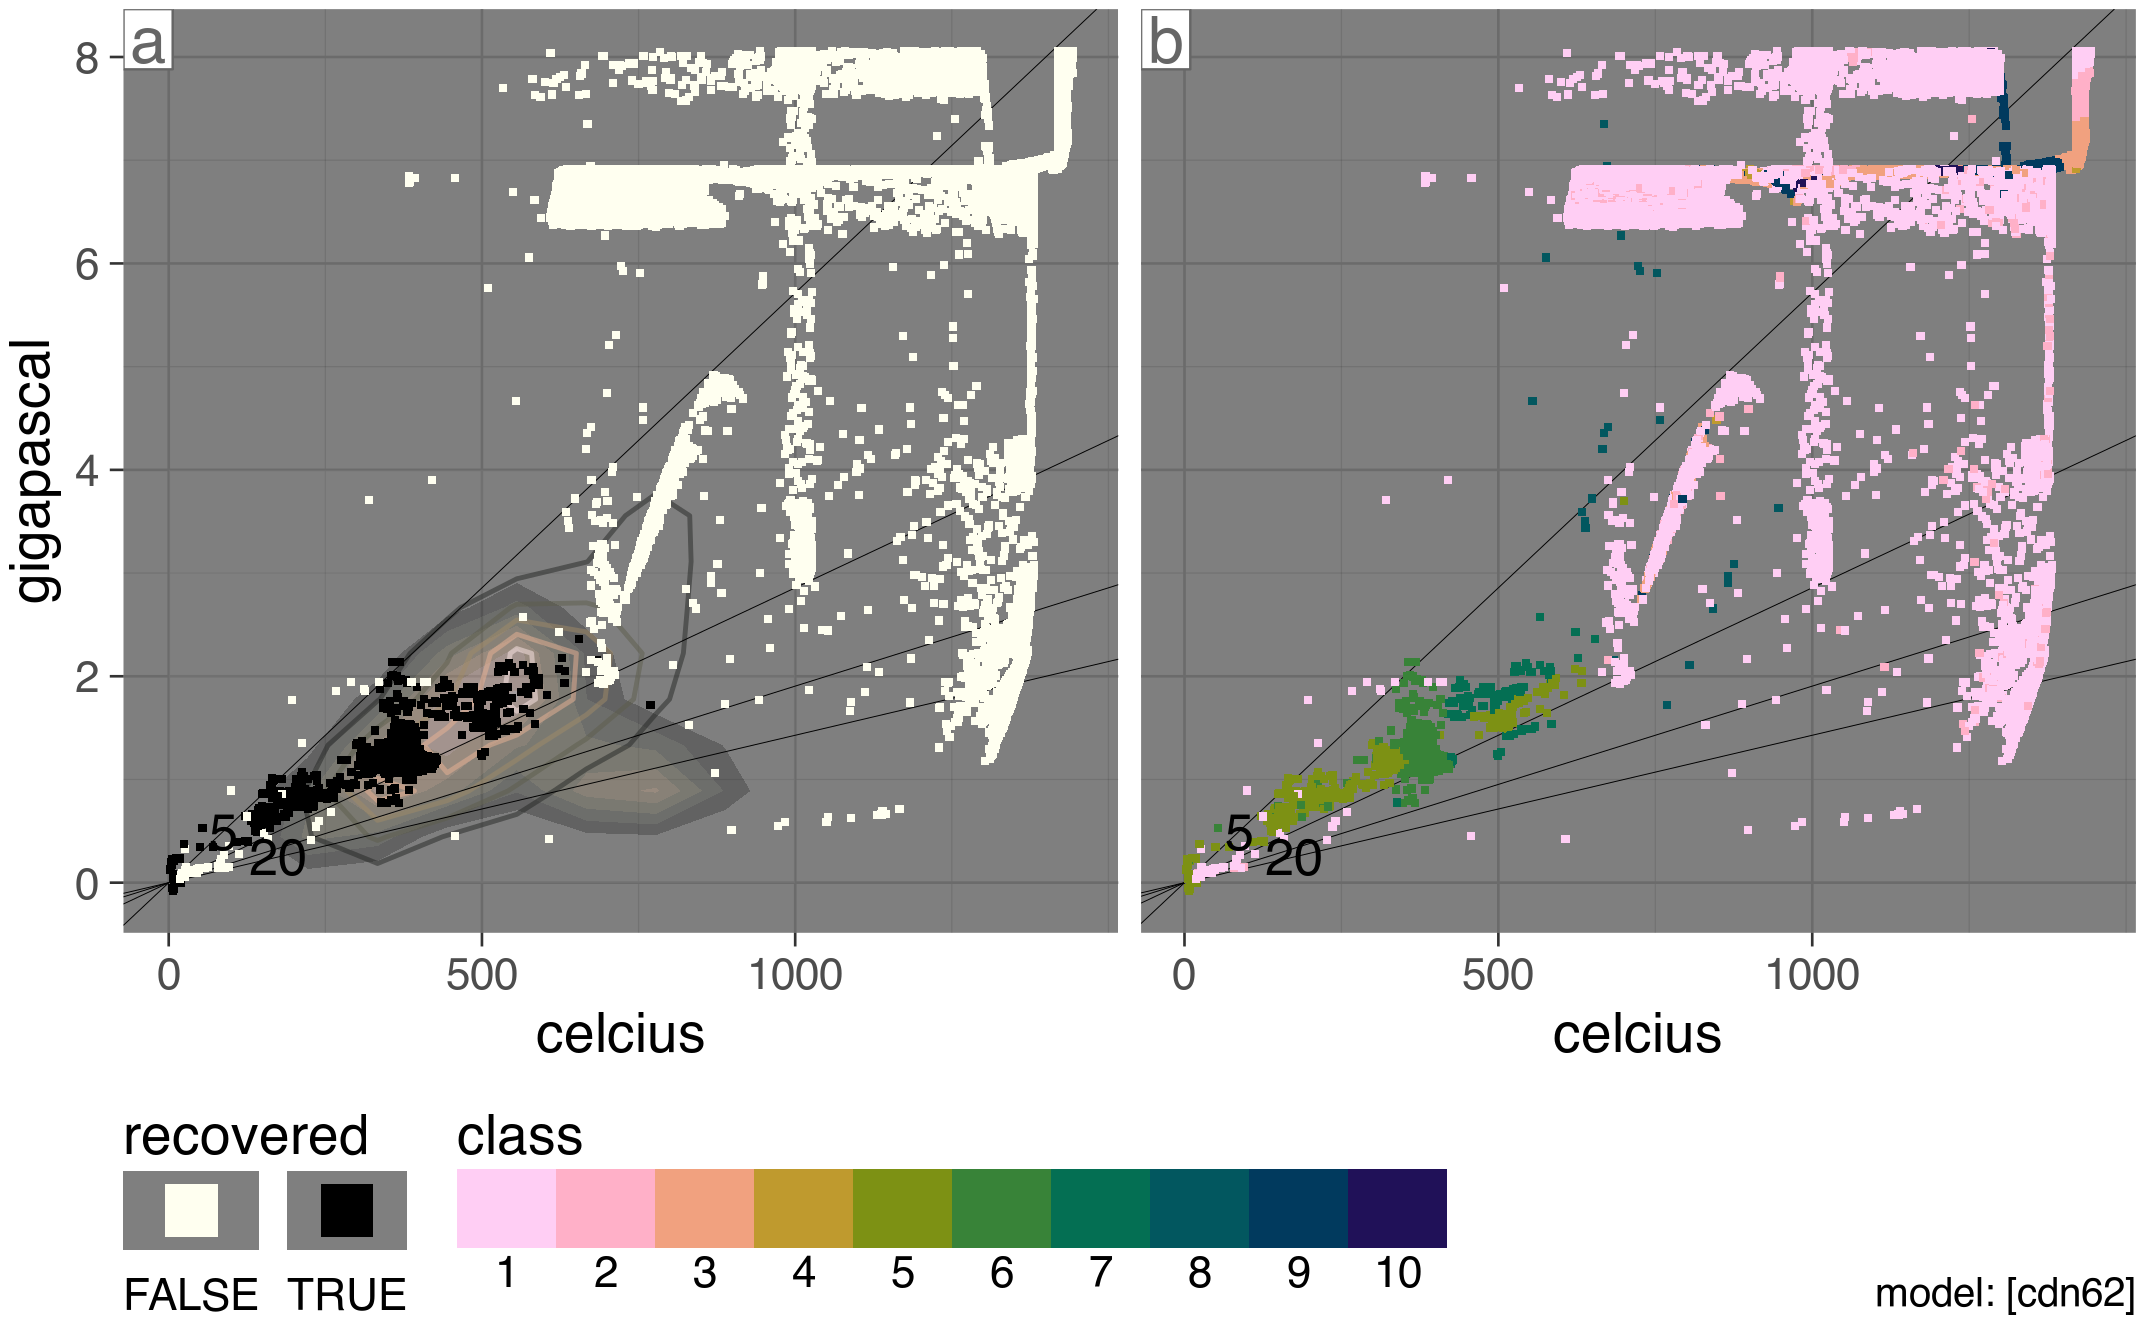 a
b
8
6
4
2
0
gigapascal
5
20
5
20
0 500 1000
0 500 1000
celcius
celcius
recovered
class
FALSE TRUE
1 2 3 4 5 6 7 8 9 10
model: [cdn62]